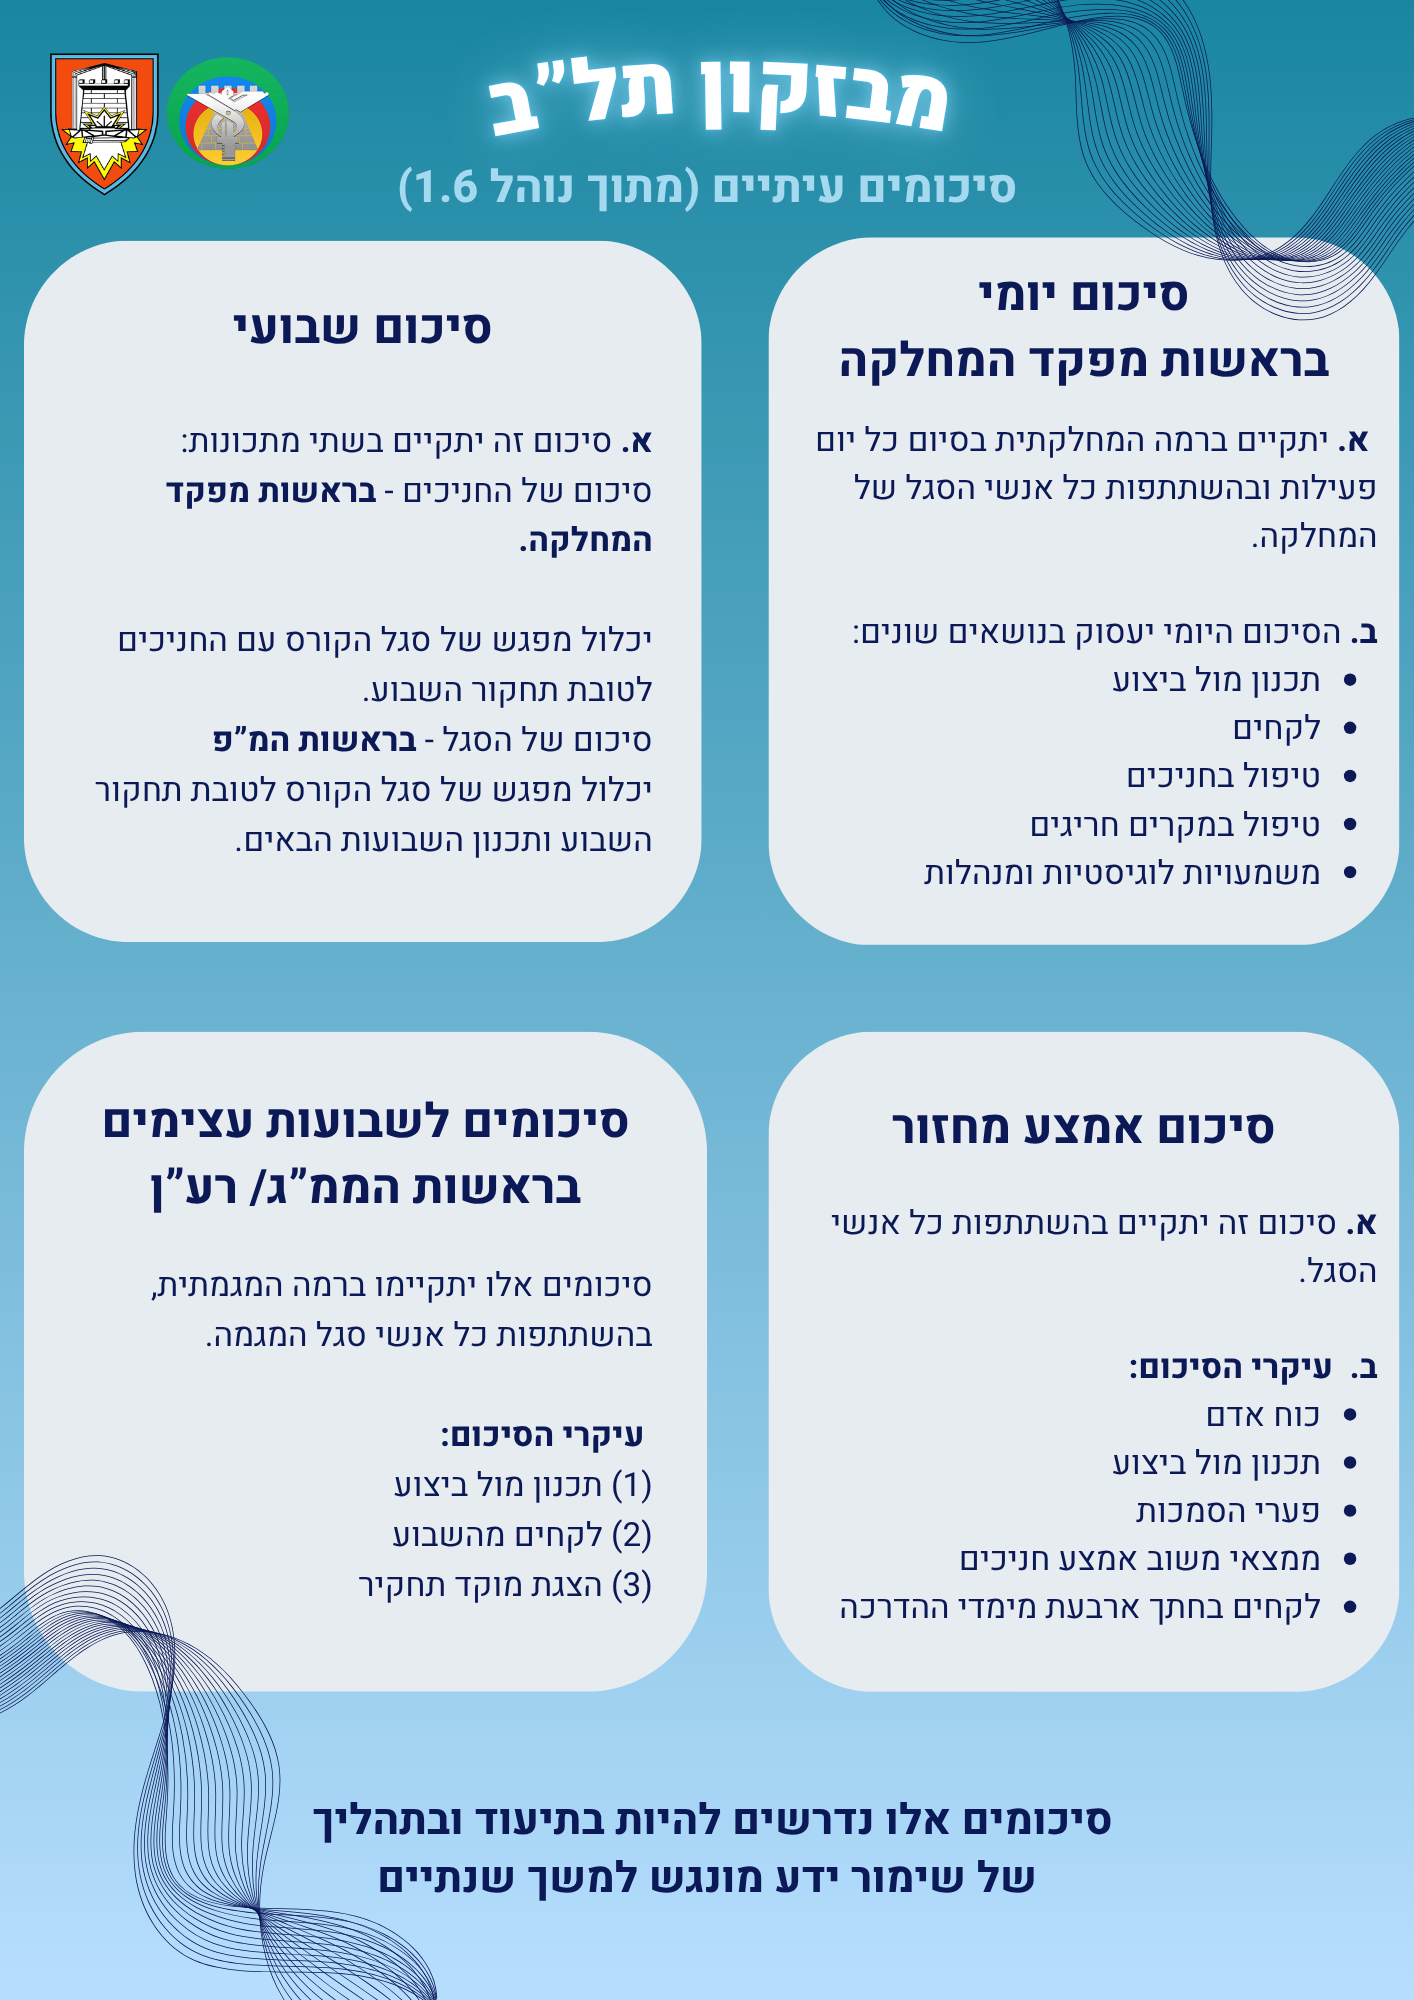 מבזקון תל״ב
סיכומים עיתיים (מתוך נוהל 1.6)
סיכום יומי
בראשות מפקד המחלקה
א. יתקיים ברמה המחלקתית בסיום כל יום
פעילות ובהשתתפות כל אנשי הסגל של
המחלקה.
ב. הסיכום היומי יעסוק בנושאים שונים:
• תכנון מול ביצוע
• לקחים
• טיפול בחניכים
• טיפול במקרים חריגים
• משמעויות לוגיסטיות ומנהלות
סיכום שבועי
א. סיכום זה יתקיים בשתי מתכונות:
סיכום של החניכים - בראשות מפקד
המחלקה.
יכלול מפגש של סגל הקורס עם החניכים
לטובת תחקור השבוע.
סיכום של הסגל - בראשות המ״פ
יכלול מפגש של סגל הקורס לטובת תחקור
השבוע ותכנון השבועות הבאים.
סיכום אמצע מחזור
א. סיכום זה יתקיים בהשתתפות כל אנשי
הסגל.
ב. עיקרי הסיכום:
• כוח אדם
• תכנון מול ביצוע
• פערי הסמכות
• ממצאי משוב אמצע חניכים
• לקחים בחתך ארבעת מימדי ההדרכה
סיכומים לשבועות עצימים
בראשות הממ״ג/ רע״ן
סיכומים אלו יתקיימו ברמה המגמתית,
בהשתתפות כל אנשי סגל המגמה.
עיקרי הסיכום:
(1) תכנון מול ביצוע
(2) לקחים מהשבוע
(3) הצגת מוקד תחקיר
סיכומים אלו נדרשים להיות בתיעוד ובתהליך
של שימור ידע מונגש למשך שנתיים